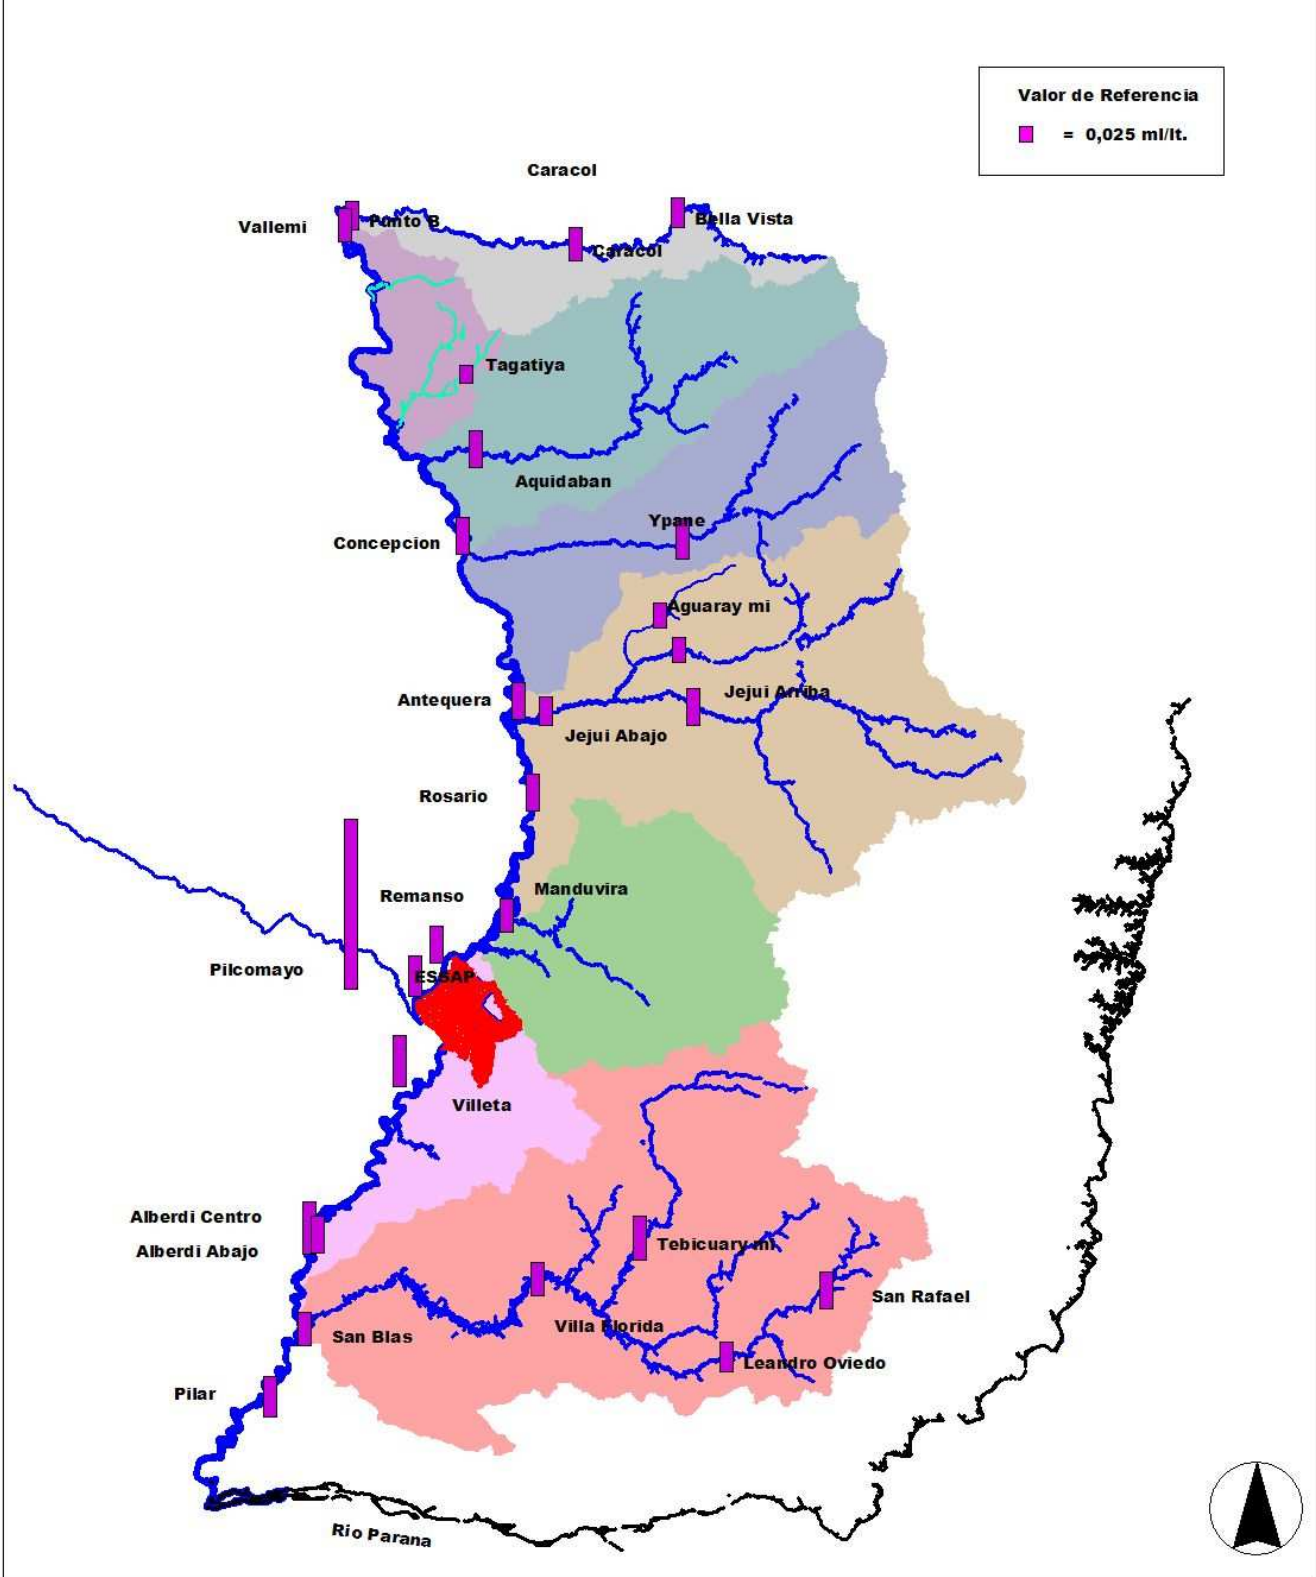 Valor de Referencia
= 0,025 ml/lt.
Caracol
Vallemi
Punto B
Bella Vista
Caracol
Tagatiya
Aquidaban
Ypane
Concepcion
Aguaray mi
Jejui Arriba
Antequera
Jejui Abajo
Rosario
Manduvira
Remanso
Pilcomayo
ESSAP
Villeta
Alberdi Centro
Alberdi Abajo
Tebicuary mi
San Rafael
Villa Florida
San Blas
Leandro Oviedo
Pilar
Rio Parana